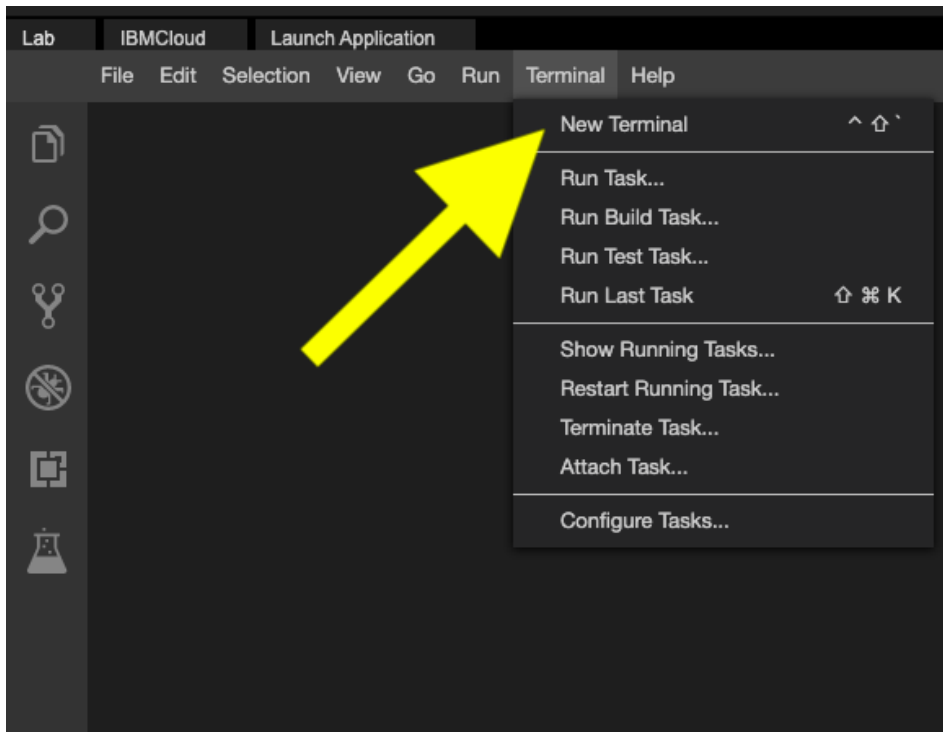 Lab IBMCloud Launch Application
File Edit Selection View Go Run Terminal Help
New Terminal ^ ⇧ `
Run Task...
Run Build Task...
Run Test Task...
Run Last Task ⇧ ⌘ K
Show Running Tasks...
Restart Running Task...
Terminate Task...
Attach Task...
Configure Tasks...